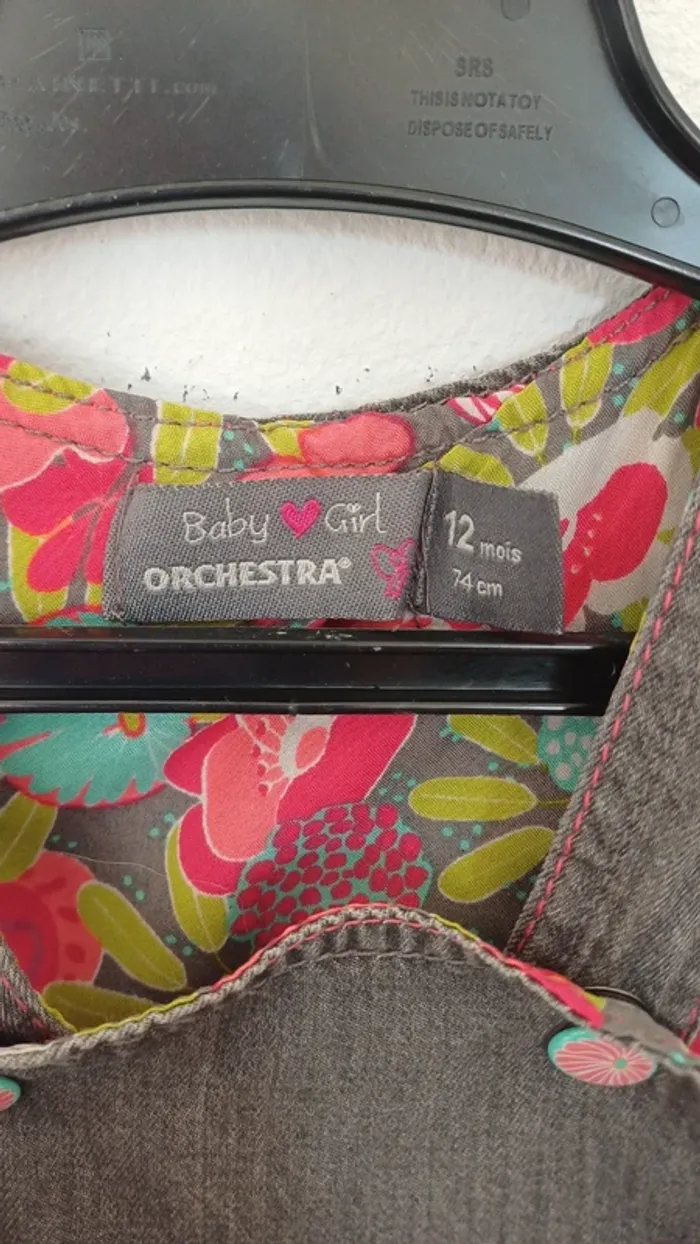 SRS
THIS IS NOT A TOY
DISPOSE OF SAFELY
Baby Girl
ORCHESTRA®
12 mois
74 cm